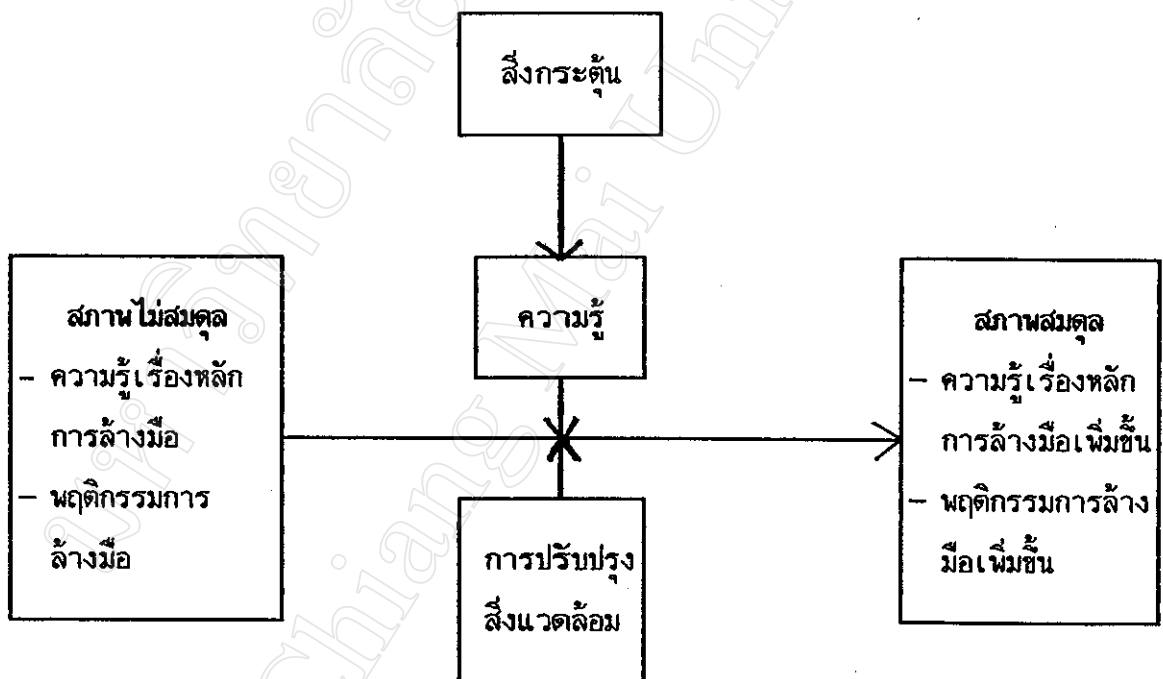 สิ่งกระตุ้น
ความรู้
สภาพไม่สมดุล
- ความรู้เรื่องหลัก
การล้างมือ
- พฤติกรรมการ
ล้างมือ
การปรับปรุง
สิ่งแวดล้อม
สภาพสมดุล
- ความรู้เรื่องหลัก
การล้างมือเพิ่มขึ้น
- พฤติกรรมการล้าง
มือเพิ่มขึ้น
Chiang Mai